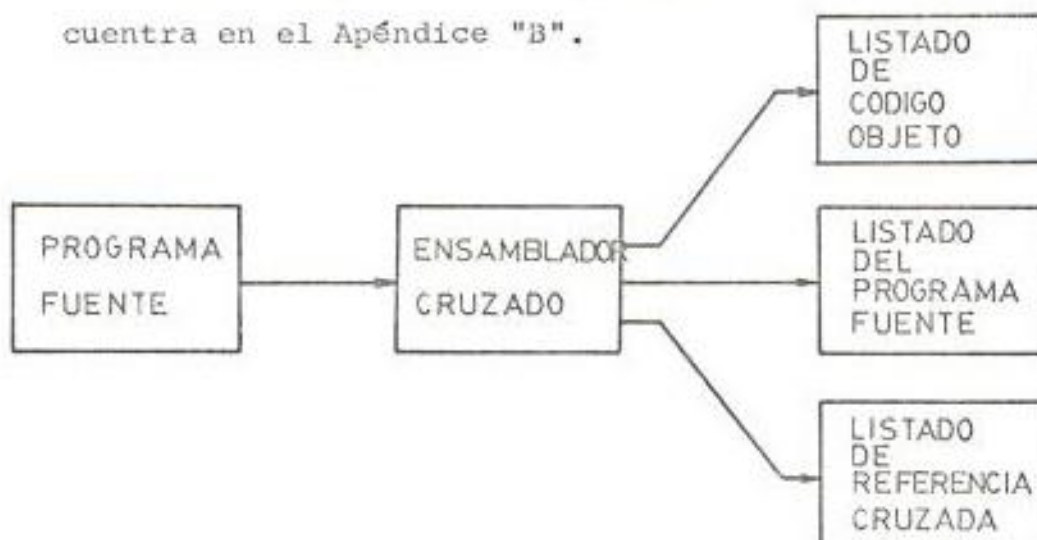 cuentra en el Apéndice "B".
LISTADO
DE
CODIGO
OBJETO
PROGRAMA
FUENTE
ENSAMBLADOR
CRUZADO
LISTADO
DEL
PROGRAMA
FUENTE
LISTADO
DE
REFERENCIA
CRUZADA